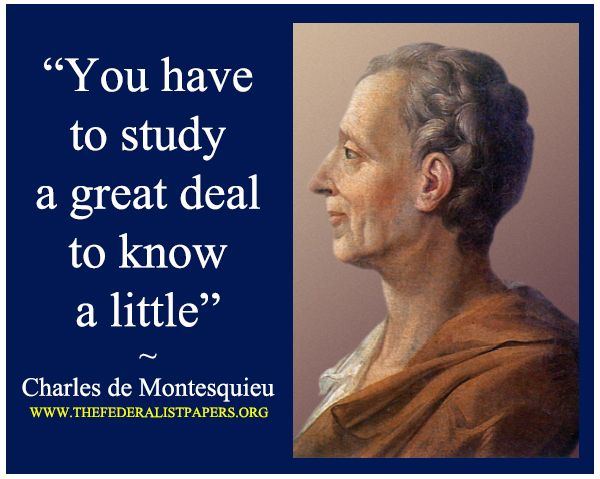 “You have
to study
a great deal
to know
a little”
~
Charles de Montesquieu
WWW.THEFEDERALISTPAPERS.ORG